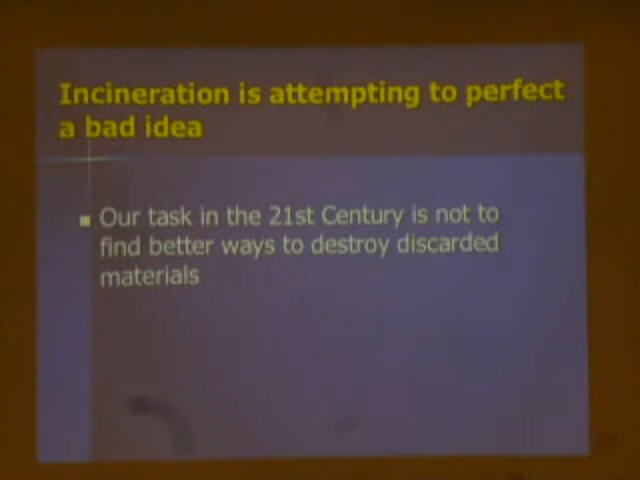 Incineration is attempting to perfect
a bad idea
Our task in the 21st Century is not to
find better ways to destroy discarded
materials